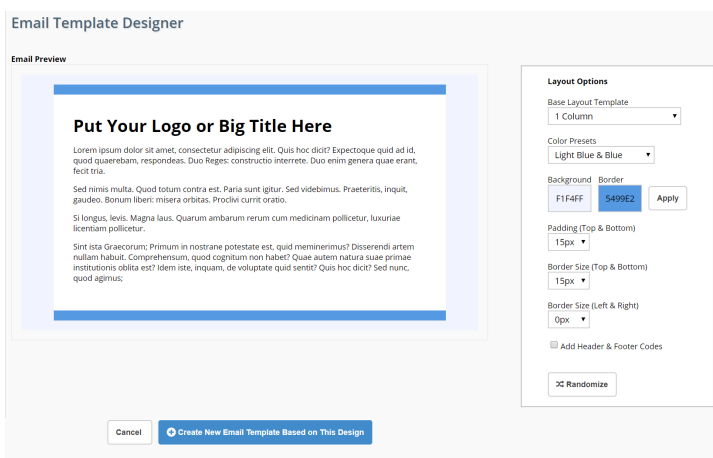 Email Template Designer
Email Preview
Put Your Logo or Big Title Here
Lorem ipsum dolor sit amet, consectetur adipiscing elit. Quis hoc dicit? Expectoque quid ad id,
quod quaerebam, respondeas. Duo Reges: constructio interrete. Duo enim genera quae erant,
fecit tria.
Sed nimis multa. Quod totum contra est. Paria sunt igitur. Sed videbimus. Praeteritis, inquit,
gaudeo. Bonum liberi: misera orbitas. Proclivi currit oratio.
Si longus, levis. Magna laus. Quarum ambarum rerum cum medicinam pollicetur, luxuriae
licentiam pollicetur.
Sint ista Graecorum; Primum in nostrane potestate est, quid meminerimus? Disserendi artem
nullam habuit. Comprehensum, quod cognitum non habet? Quae autem natura suae primae
institutionis oblita est? Idem iste, inquam, de voluptate quid sentit? Quis hoc dicit? Sed nunc,
quod agimus;
Layout Options
Base Layout Template
1 Column
Color Presets
Light Blue & Blue
Background Border
F1F4FF 5499E2 Apply
Padding (Top & Bottom)
15px
Border Size (Top & Bottom)
15px
Border Size (Left & Right)
0px
Add Header & Footer Codes
Randomize
Cancel
Create New Email Template Based on This Design